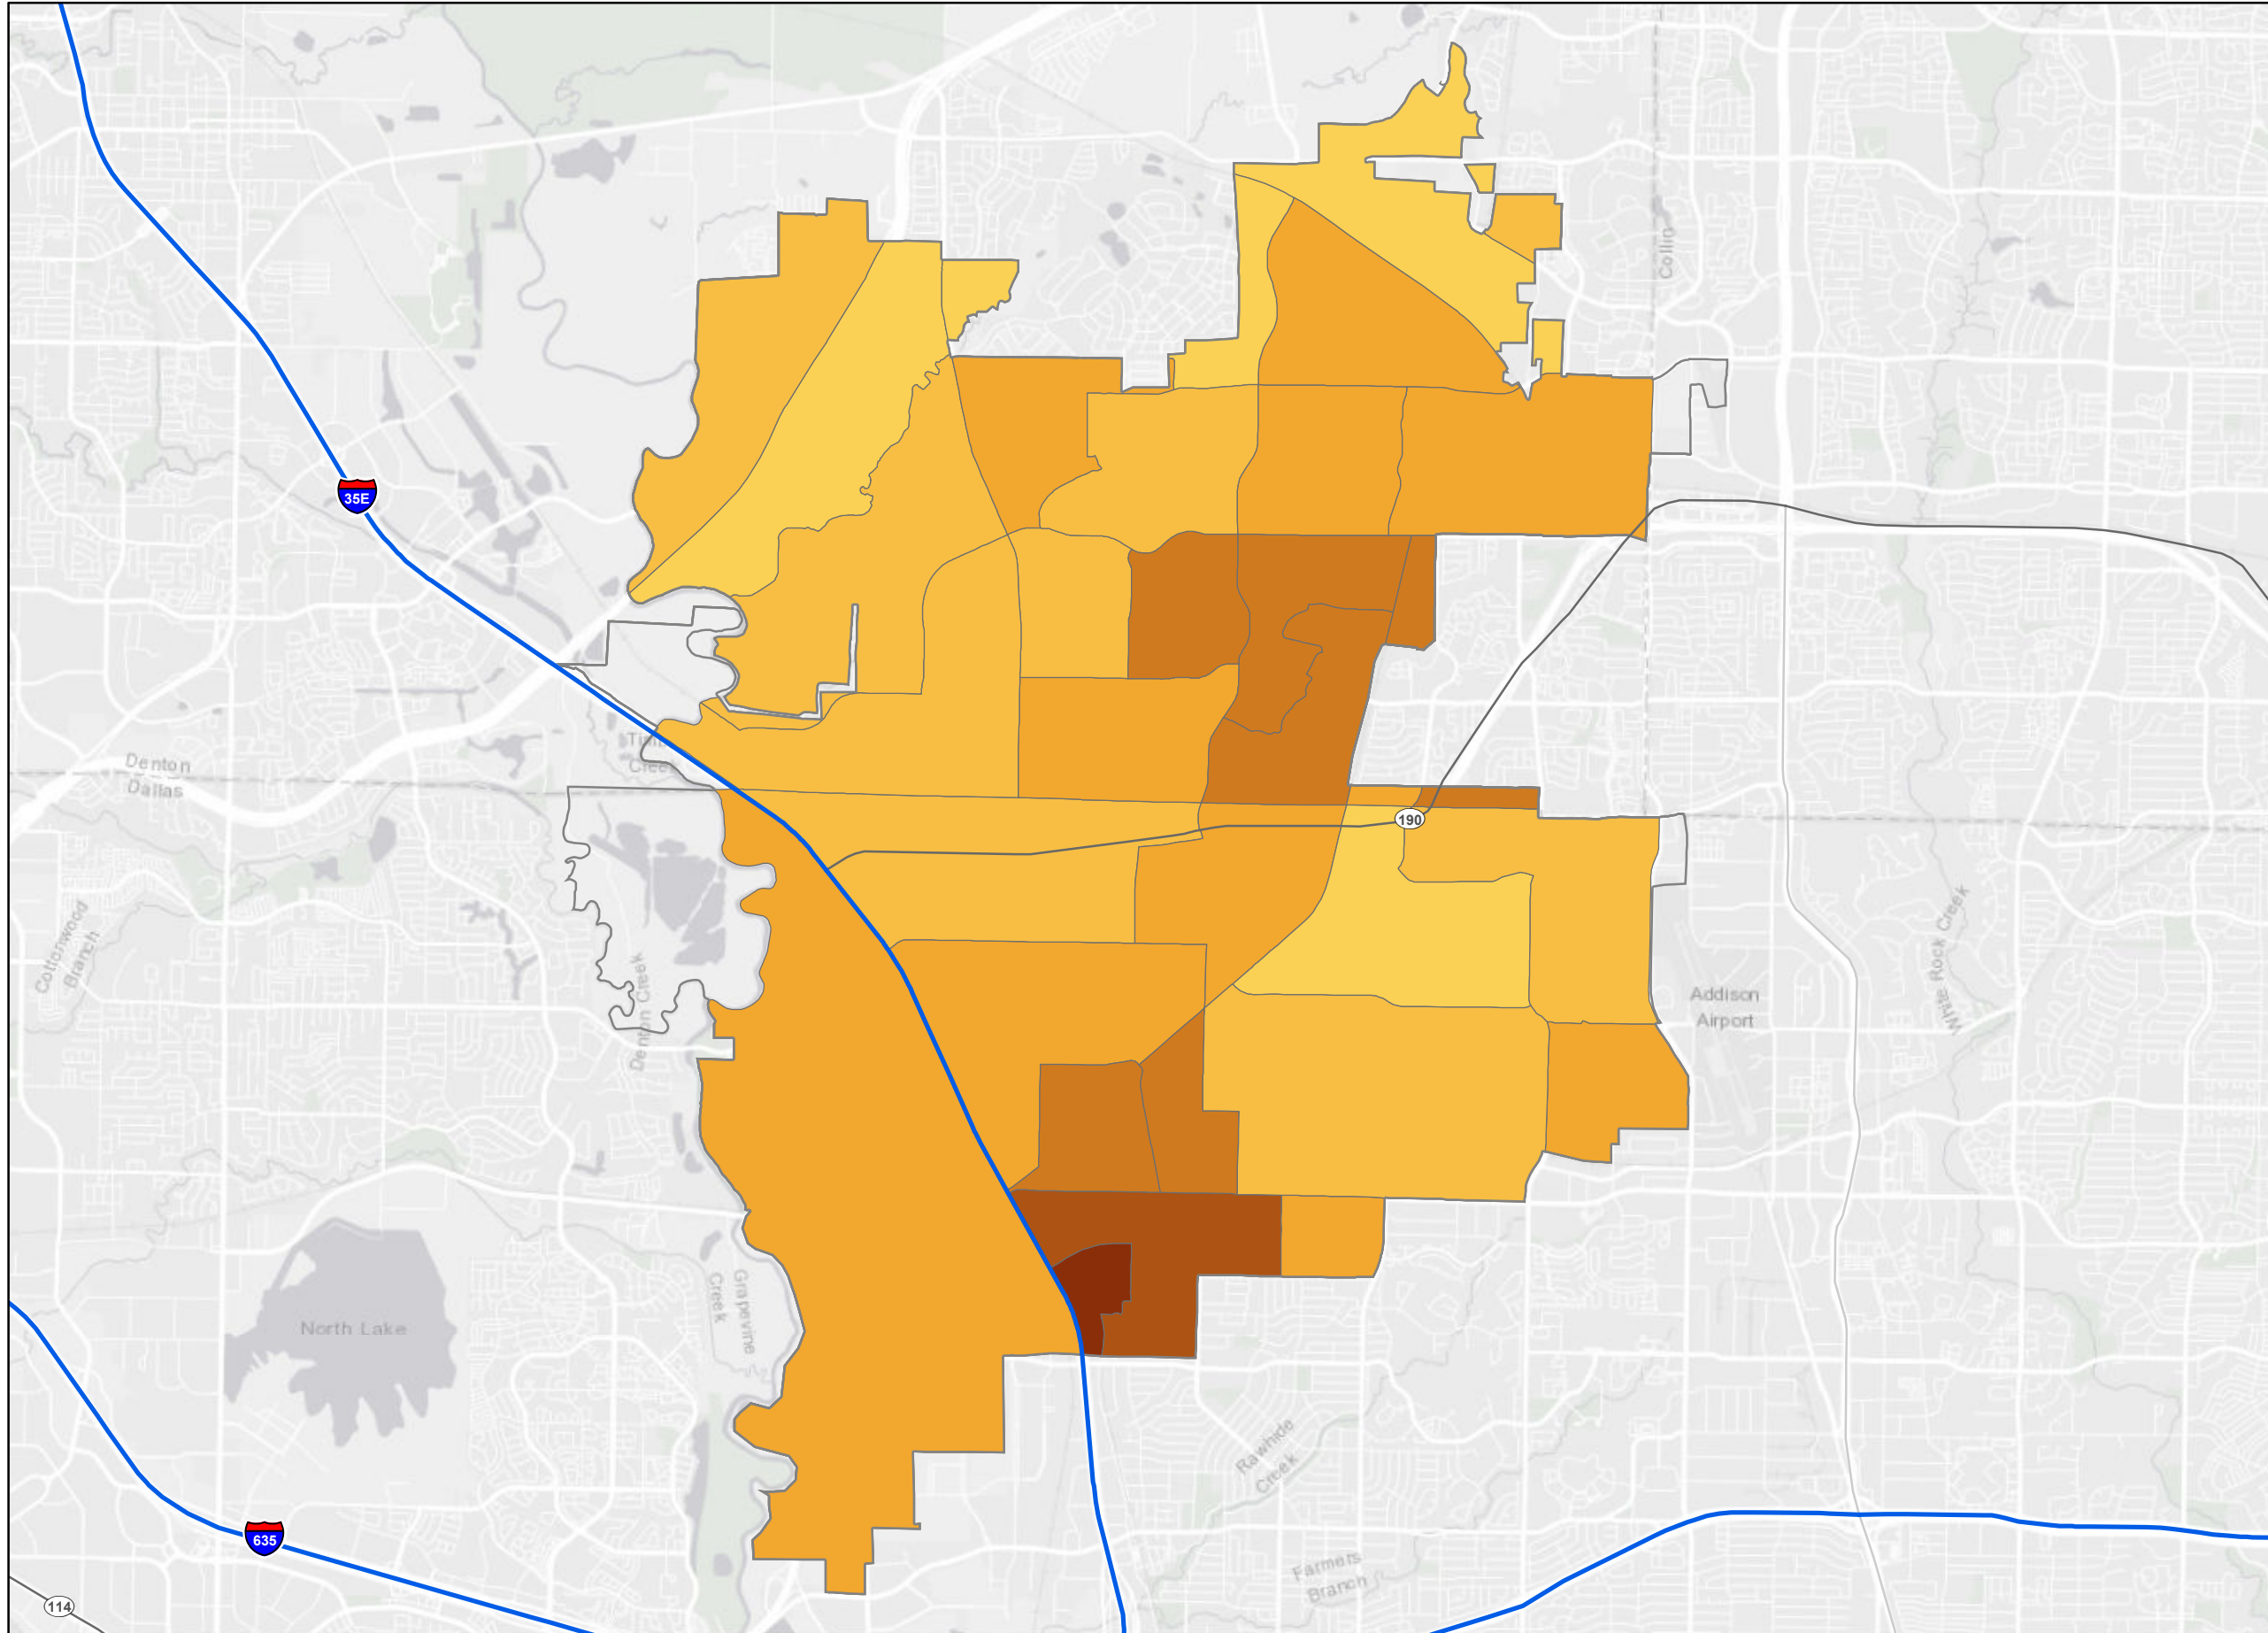 Collin
35E
Denton
Dallas
Creek
190
Cottonwood
Branch
Denton Creek
White Rock Creek
Addison
Airport
North Lake
Grapevine
Creek
Rawhide
Creek
635
Farmers
Branch
114